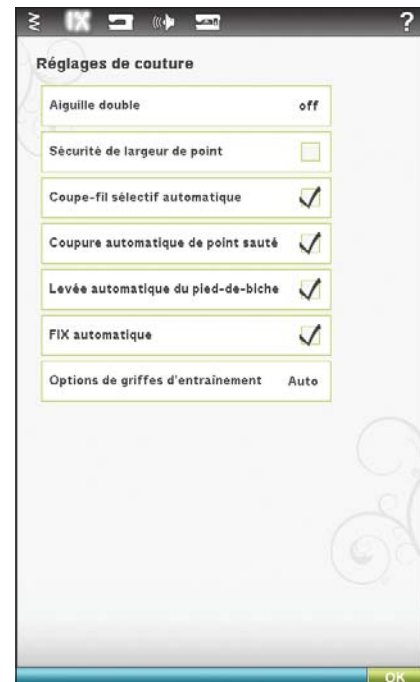 ?
Réglages de couture
Aiguille double off
Sécurité de largeur de point
Coupe-fil sélectif automatique
Coupure automatique de point sauté
Levée automatique du pied-de-biche
FIX automatique
Options de griffes d'entraînement Auto
OK